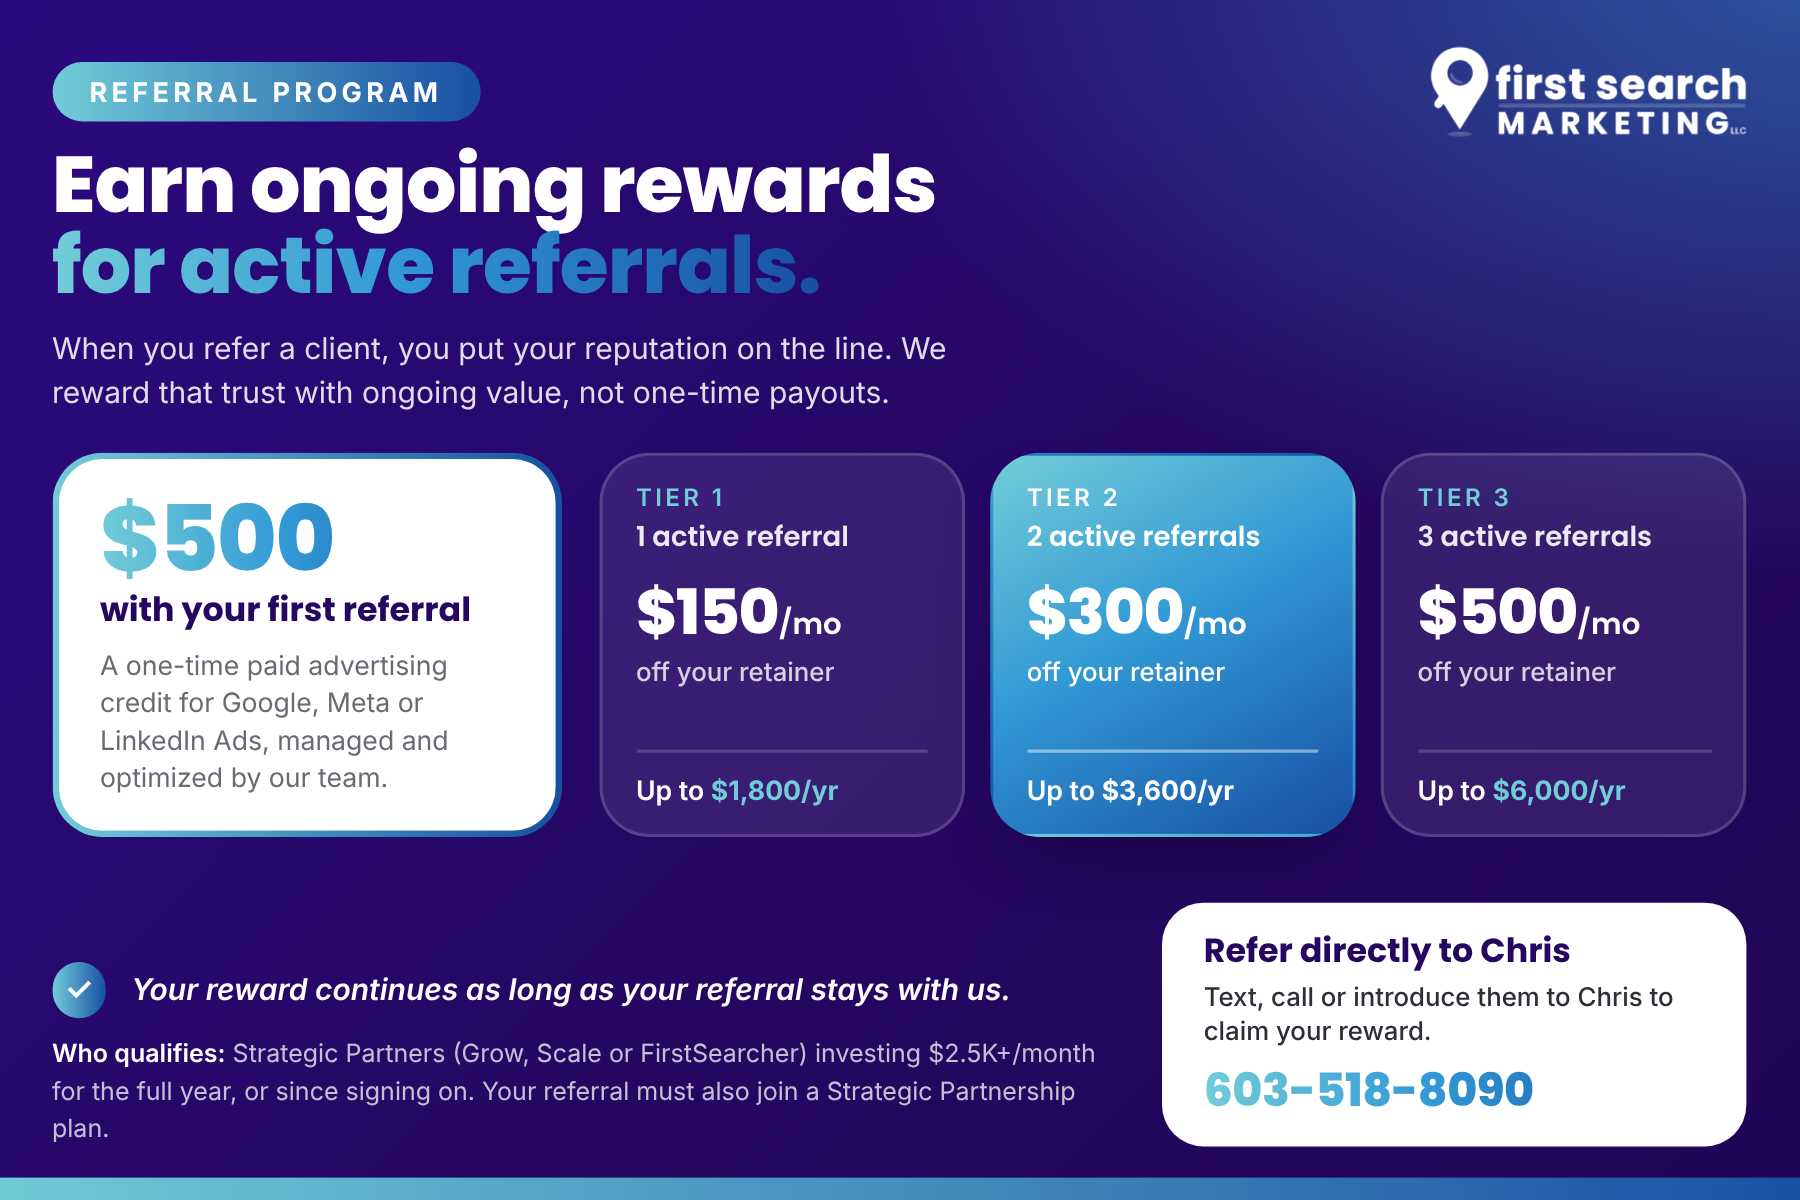 REFERRAL PROGRAM
first search
MARKETING LLC
Earn ongoing rewards
for active referrals.
When you refer a client, you put your reputation on the line. We
reward that trust with ongoing value, not one-time payouts.
$500
with your first referral
A one-time paid advertising
credit for Google, Meta or
LinkedIn Ads, managed and
optimized by our team.
TIER 1
1 active referral
$150/mo
off your retainer
Up to $1,800/yr
TIER 2
2 active referrals
$300/mo
off your retainer
Up to $3,600/yr
TIER 3
3 active referrals
$500/mo
off your retainer
Up to $6,000/yr
Your reward continues as long as your referral stays with us.
Who qualifies: Strategic Partners (Grow, Scale or FirstSearcher) investing $2.5K+/month
for the full year, or since signing on. Your referral must also join a Strategic Partnership
plan.
Refer directly to Chris
Text, call or introduce them to Chris to
claim your reward.
603-518-8090